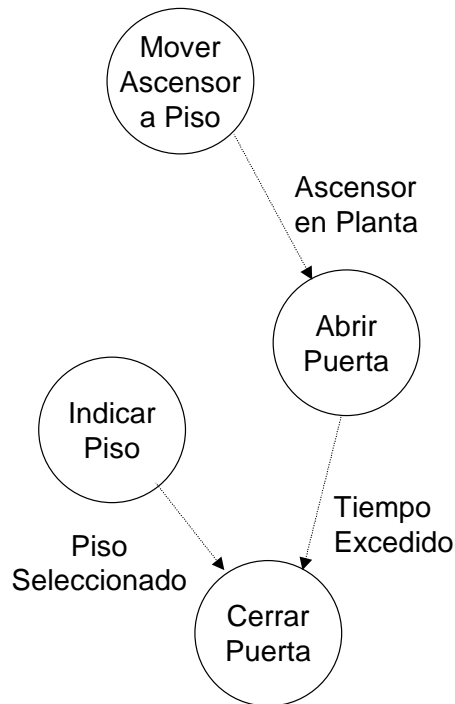 Mover
Ascensor
a Piso
Ascensor
en Planta
Abrir
Puerta
Indicar
Piso
Tiempo
Excedido
Piso
Seleccionado
Cerrar
Puerta